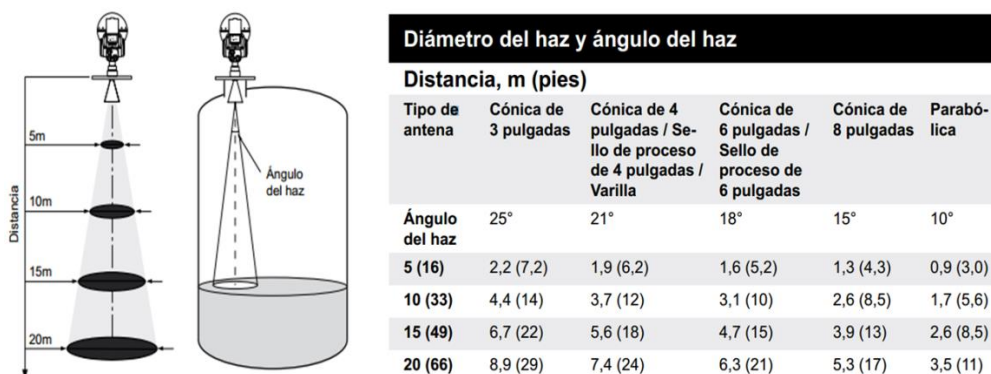 Distancia
5m
10m
15m
20m
Ángulo
del haz
Diámetro del haz y ángulo del haz
Distancia, m (pies)
Tipo de antena
Cónica de 3 pulgadas
Cónica de 4 pulgadas / Se-
llo de proceso de 4 pulgadas / Varilla
Cónica de 6 pulgadas / Sello de proceso de 6 pulgadas
Cónica de 8 pulgadas
Parabó-
lica
Ángulo del haz 25° 21° 18° 15° 10°
5 (16) 2,2 (7,2) 1,9 (6,2) 1,6 (5,2) 1,3 (4,3) 0,9 (3,0)
10 (33) 4,4 (14) 3,7 (12) 3,1 (10) 2,6 (8,5) 1,7 (5,6)
15 (49) 6,7 (22) 5,6 (18) 4,7 (15) 3,9 (13) 2,6 (8,5)
20 (66) 8,9 (29) 7,4 (24) 6,3 (21) 5,3 (17) 3,5 (11)